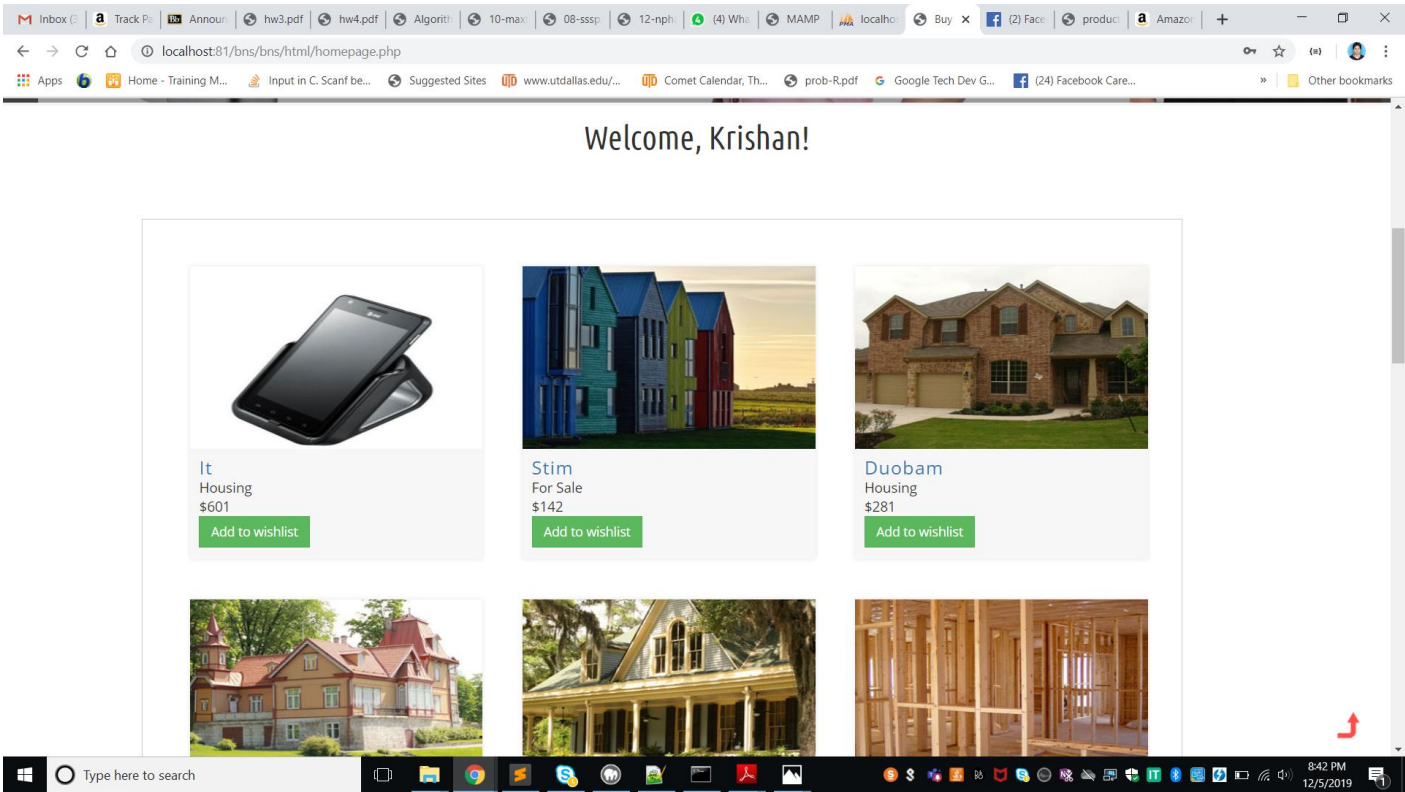 Inbox (3
Track Pa
Announ
hw3.pdf
hw4.pdf
Algorith
10-max
08-sssp
12-nph
(4) Wha
MAMP
localhos
Buy
(2) Face
product
Amazon
localhost:81/bns/bns/html/homepage.php
Apps
Home - Training M...
Input in C. Scanf be...
Suggested Sites
www.utdallas.edu/...
Comet Calendar, Th...
prob-R.pdf
Google Tech Dev G...
(24) Facebook Care...
»
Other bookmarks
Welcome, Krishan!
It
Housing
$601
Add to wishlist
Stim
For Sale
$142
Add to wishlist
Duobam
Housing
$281
Add to wishlist
Type here to search
8:42 PM
12/5/2019